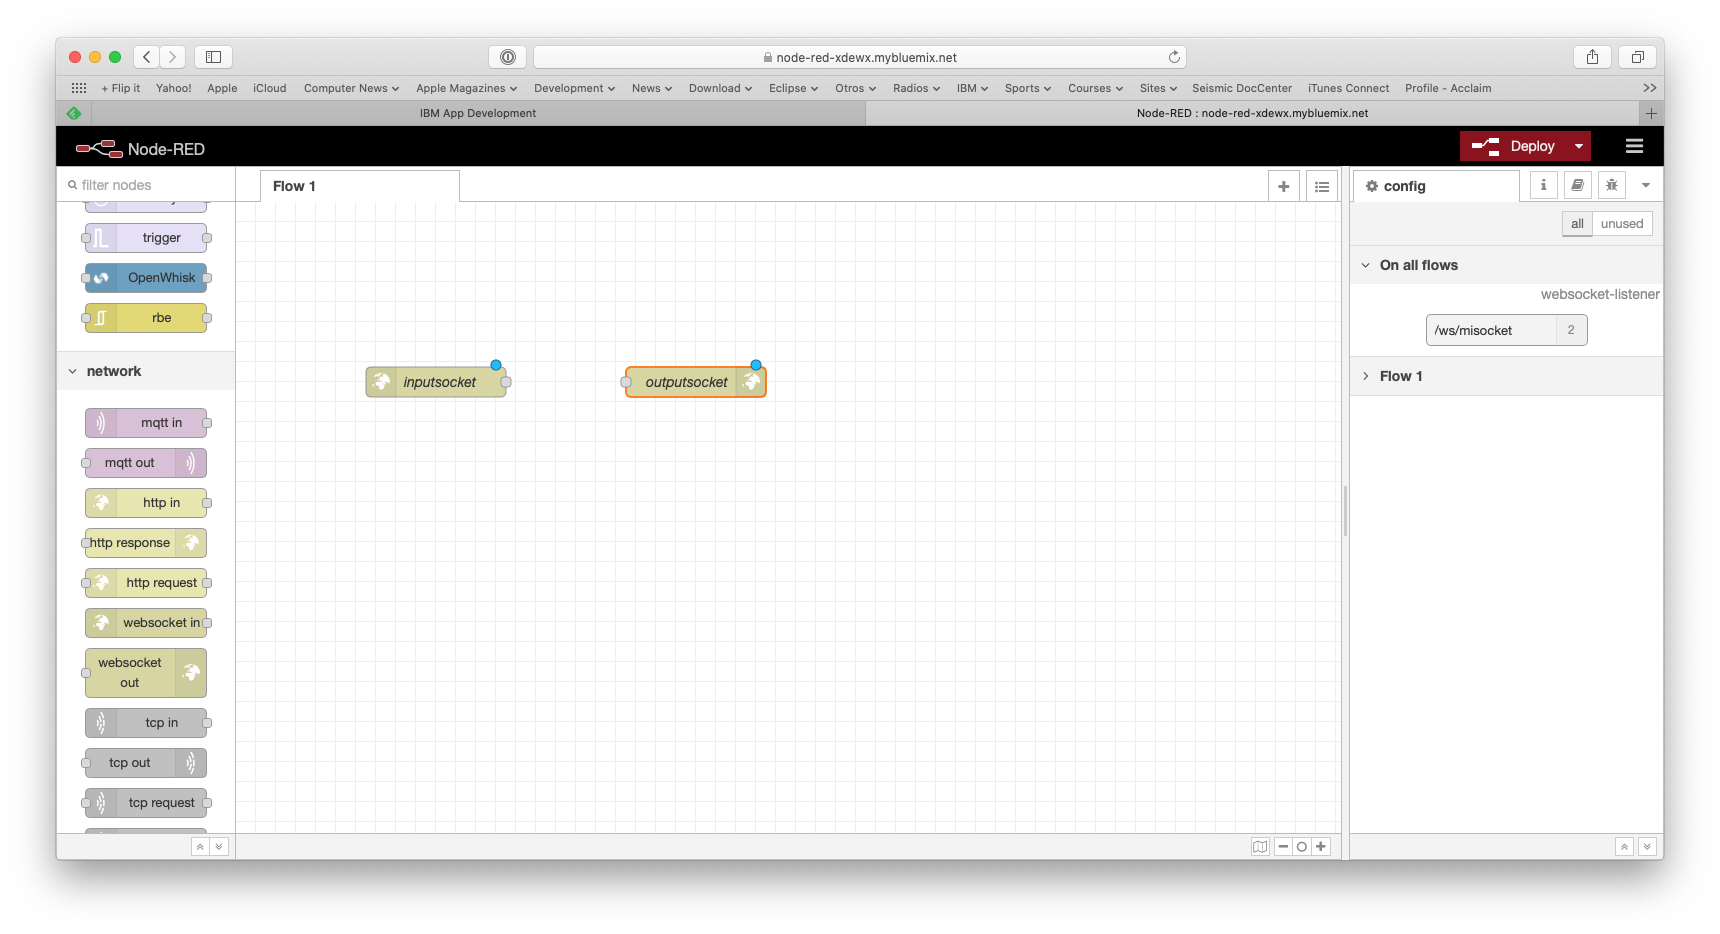 node-red-xdewx.mybluemix.net
+ Flip it Yahoo! Apple iCloud Computer News Apple Magazines Development News Download Eclipse Otros Radios IBM Sports Courses Sites Seismic DocCenter iTunes Connect Profile - Acclaim
IBM App Development
Node-RED : node-red-xdewx.mybluemix.net
Node-RED
Deploy
filter nodes
Flow 1
config
trigger
OpenWhisk
rbe
network
mqtt in
mqtt out
http in
http response
http request
websocket in
websocket
out
tcp in
tcp out
tcp request
inputsocket
outputsocket
all unused
On all flows
websocket-listener
/ws/misocket 2
Flow 1